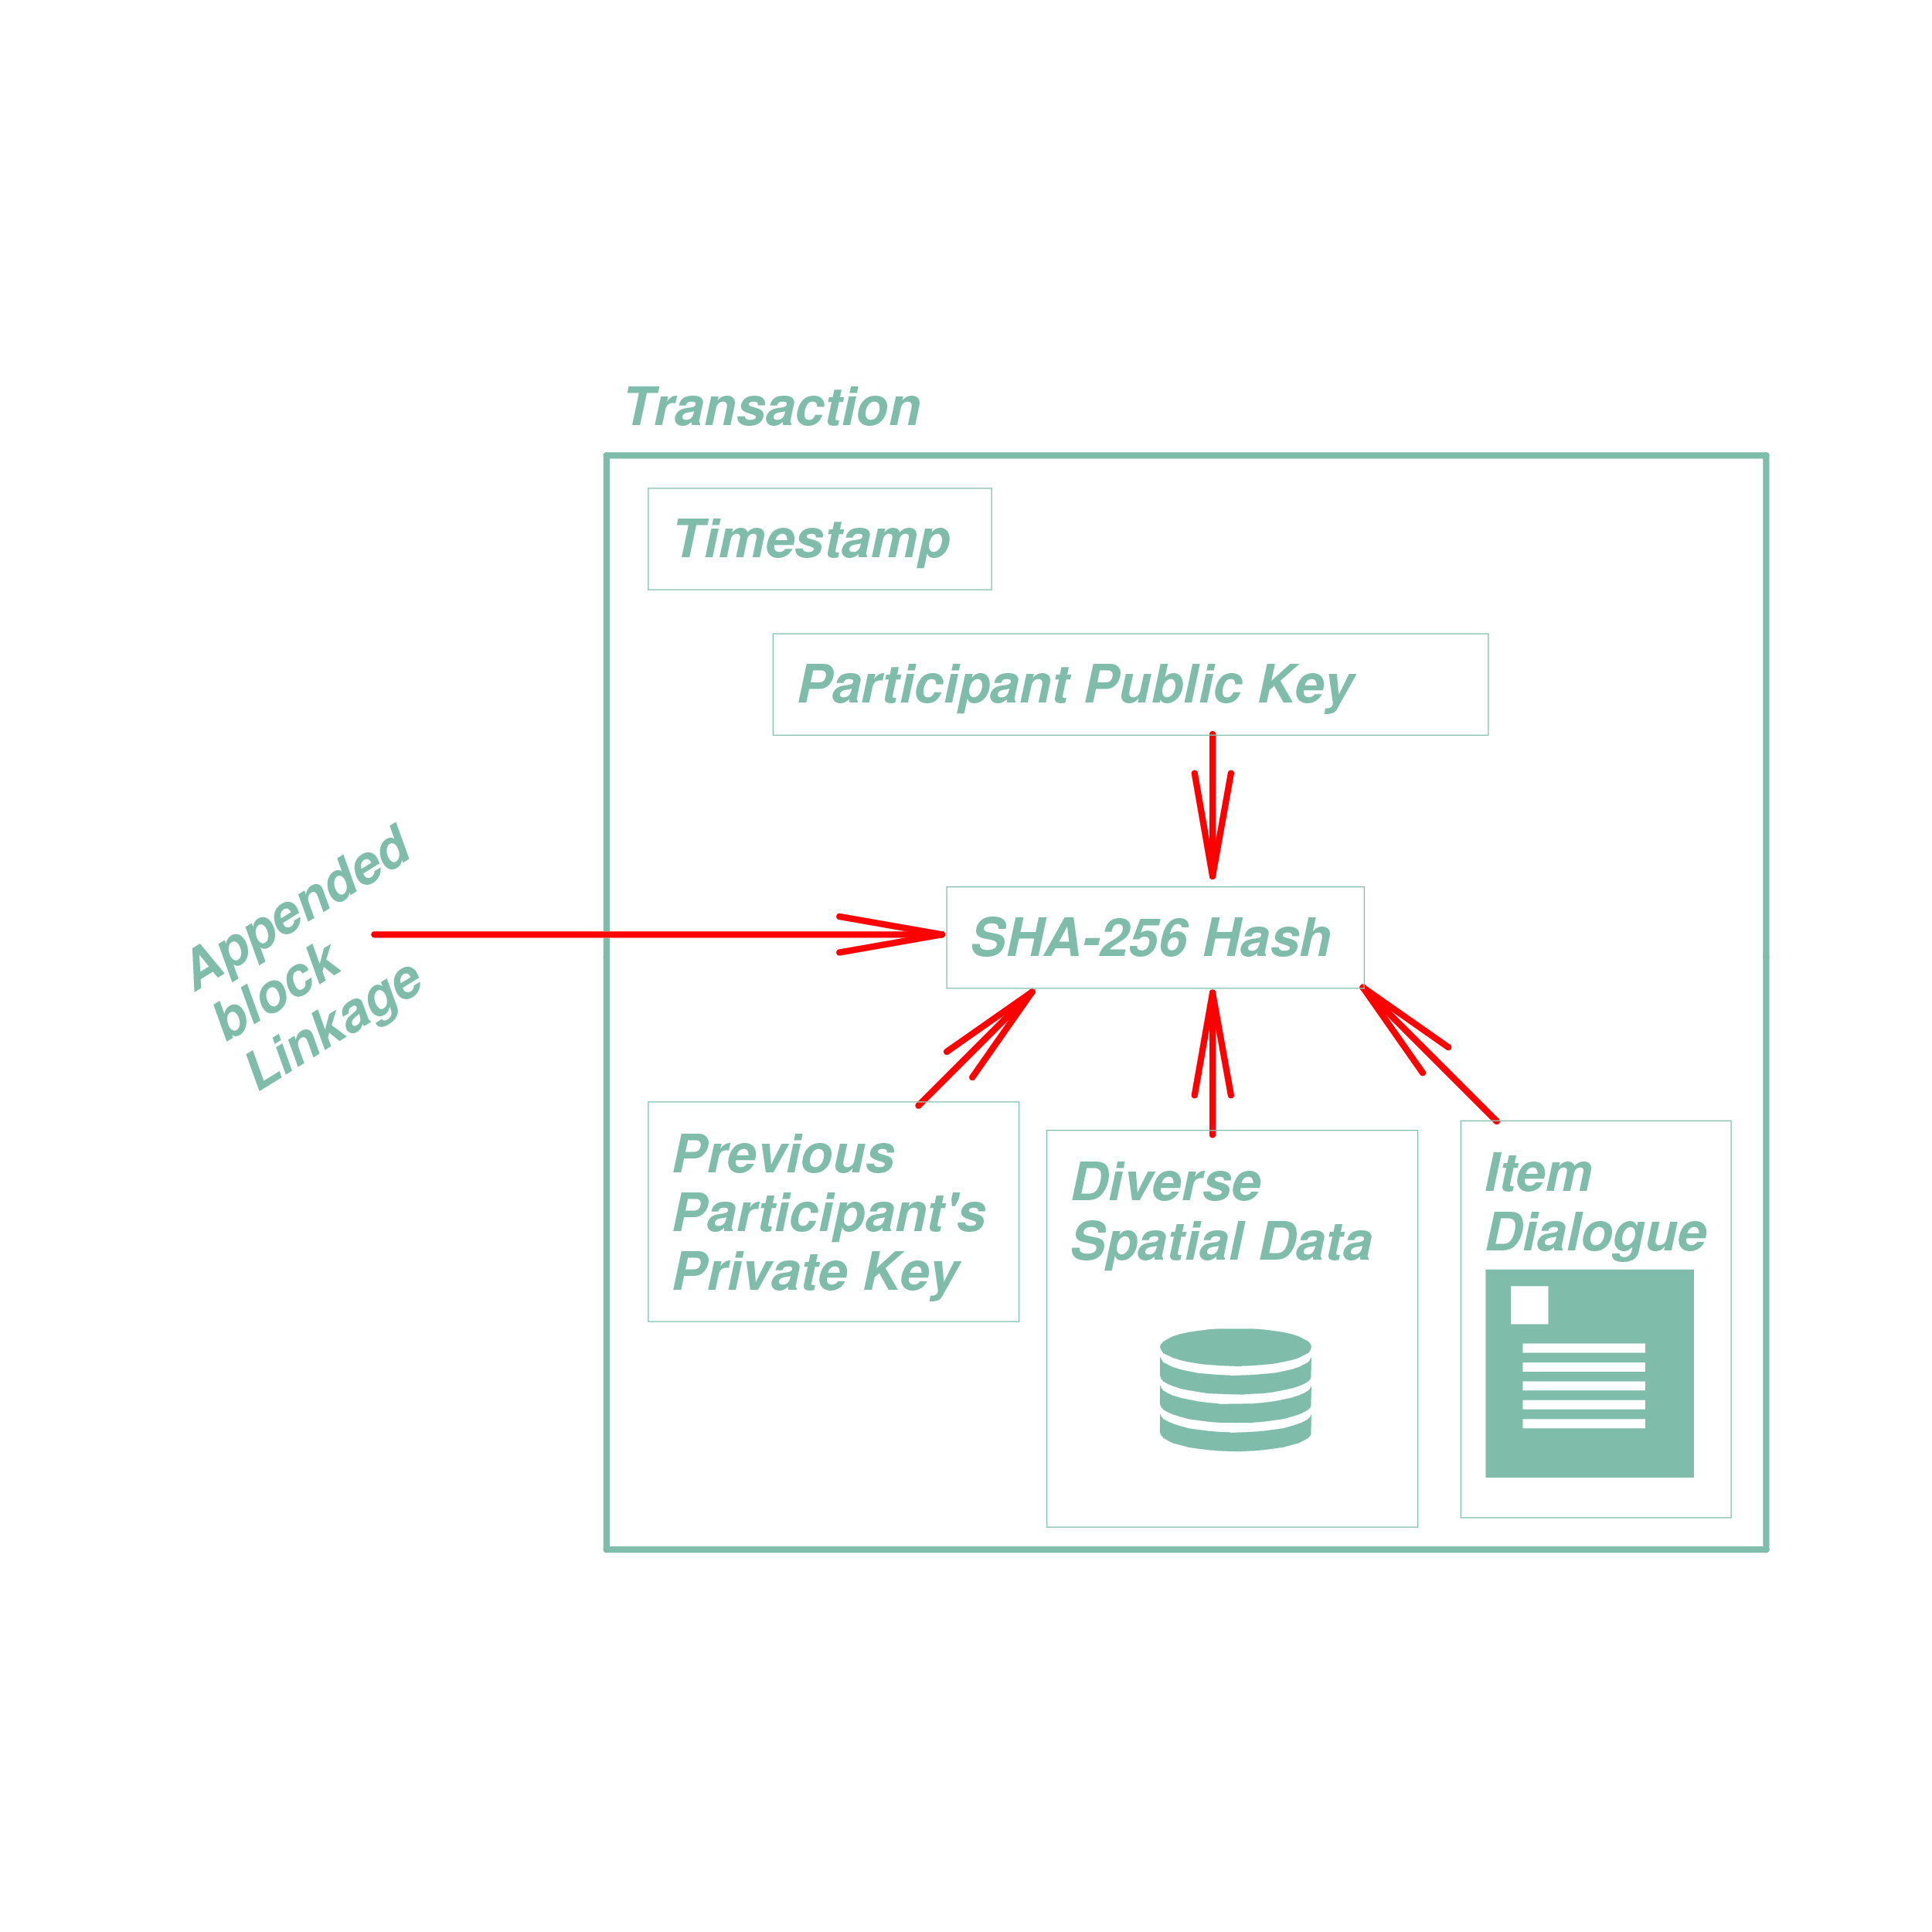 Transaction
Timestamp
Participant Public Key
Appended
block
Linkage
SHA-256 Hash
Previous
Participant's
Private Key
Diverse
Spatial Data
Item
Dialogue